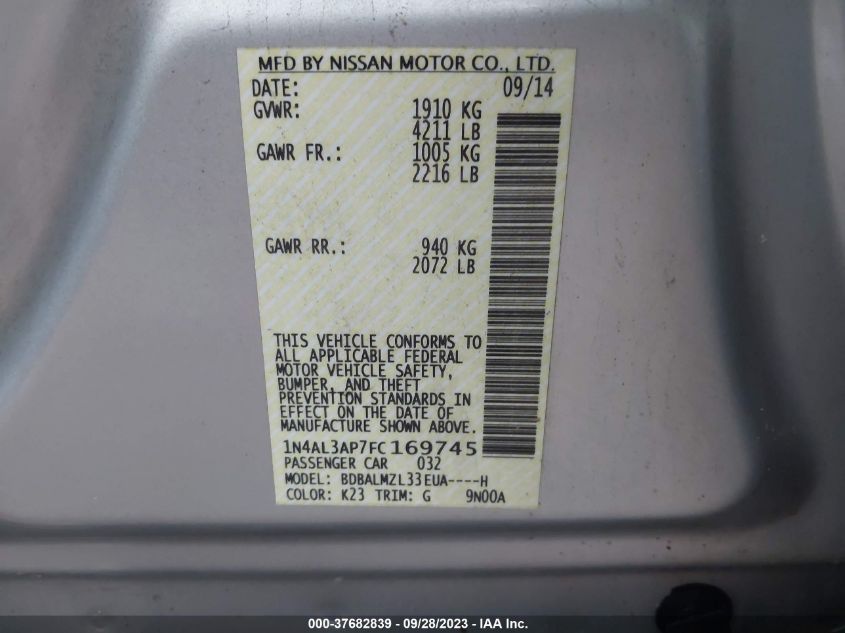 MFD BY NISSAN MOTOR CO., LTD.
DATE: 09/14
GVWR: 1910 KG
4211 LB
GAWR FR.: 1005 KG
2216 LB
GAWR RR.: 940 KG
2072 LB
THIS VEHICLE CONFORMS TO
ALL APPLICABLE FEDERAL
MOTOR VEHICLE SAFETY,
BUMPER, AND THEFT
PREVENTION STANDARDS IN
EFFECT ON THE DATE OF
MANUFACTURE SHOWN ABOVE.
1N4AL3AP7FC169745
PASSENGER CAR 032
MODEL: BDBALMZL33EUA----H
COLOR: K23 TRIM: G 9N00A
000-37682839 - 09/28/2023 - IAA Inc.